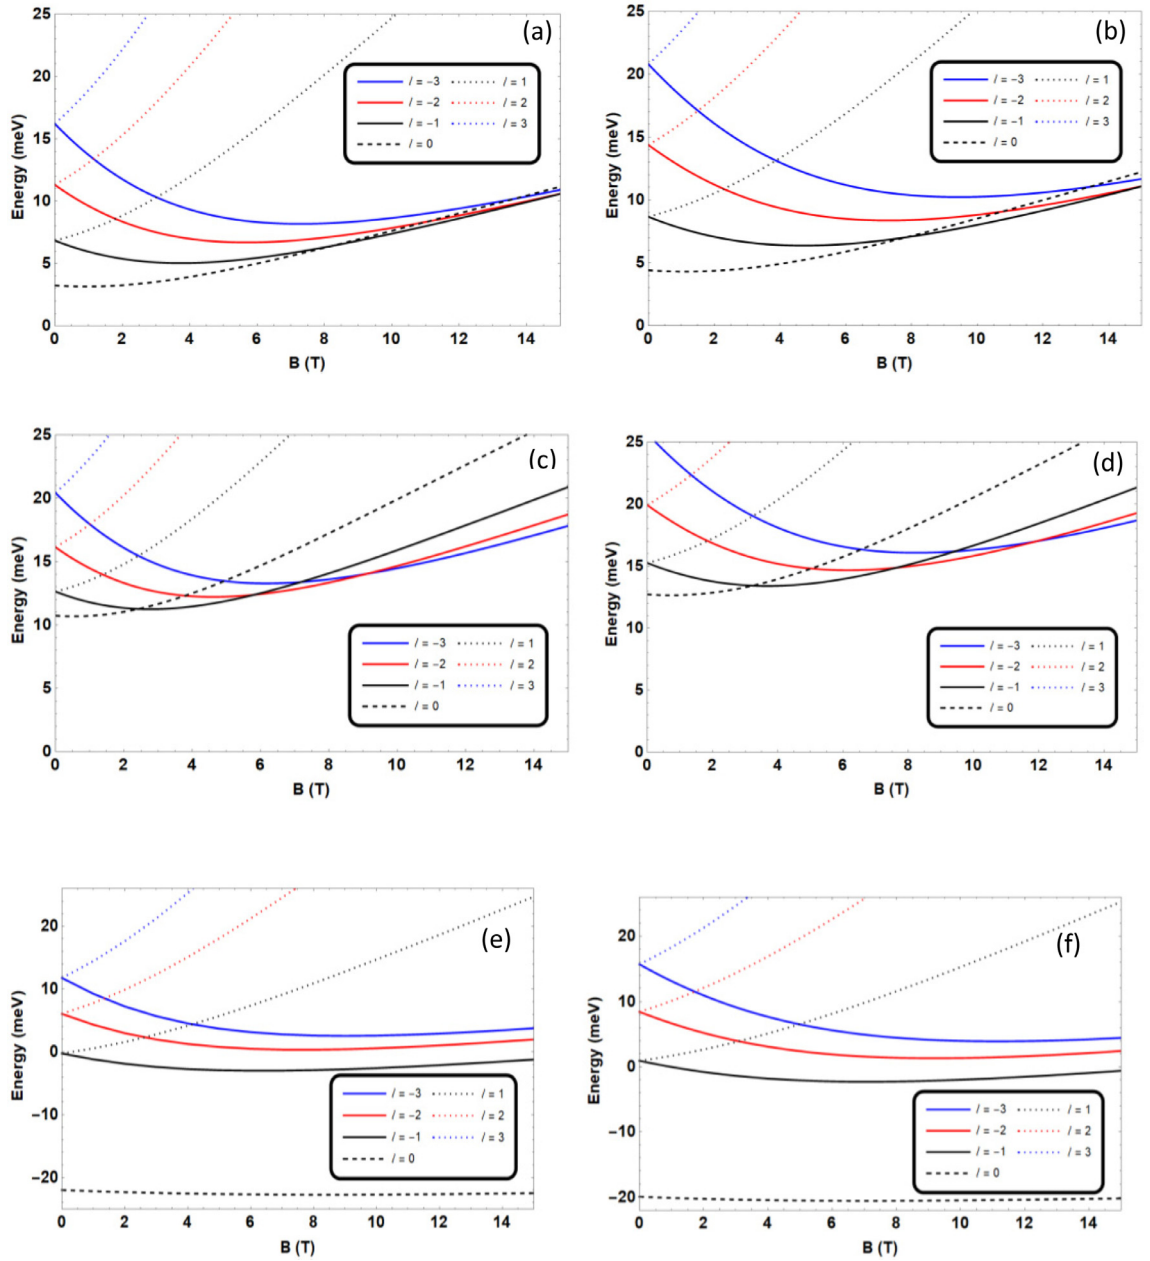 (a)
25
20
15
10
5
0
Energy (meV)
l = −3 l = 1
l = −2 l = 2
l = −1 l = 3
l = 0
0 2 4 6 8 10 12 14
B (T)
(b)
25
20
15
10
5
0
Energy (meV)
l = −3 l = 1
l = −2 l = 2
l = −1 l = 3
l = 0
0 2 4 6 8 10 12 14
B (T)
(c)
25
20
15
10
5
0
Energy (meV)
l = −3 l = 1
l = −2 l = 2
l = −1 l = 3
l = 0
0 2 4 6 8 10 12 14
B (T)
(d)
25
20
15
10
5
0
Energy (meV)
l = −3 l = 1
l = −2 l = 2
l = −1 l = 3
l = 0
0 2 4 6 8 10 12 14
B (T)
(e)
20
10
0
−10
−20
Energy (meV)
l = −3 l = 1
l = −2 l = 2
l = −1 l = 3
l = 0
0 2 4 6 8 10 12 14
B (T)
(f)
20
10
0
−10
−20
Energy (meV)
l = −3 l = 1
l = −2 l = 2
l = −1 l = 3
l = 0
0 2 4 6 8 10 12 14
B (T)